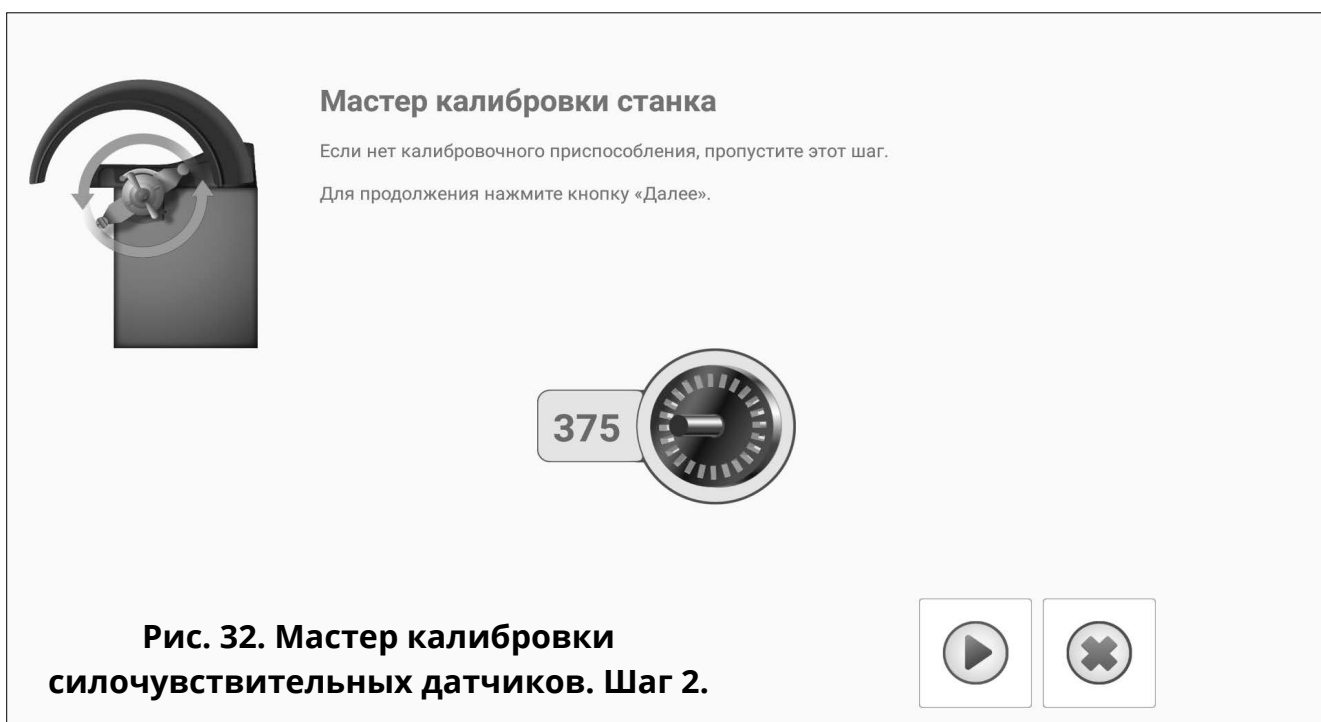 Мастер калибровки станка
Если нет калибровочного приспособления, пропустите этот шаг.
Для продолжения нажмите кнопку «Далее».
375
Рис. 32. Мастер калибровки
силочувствительных датчиков. Шаг 2.